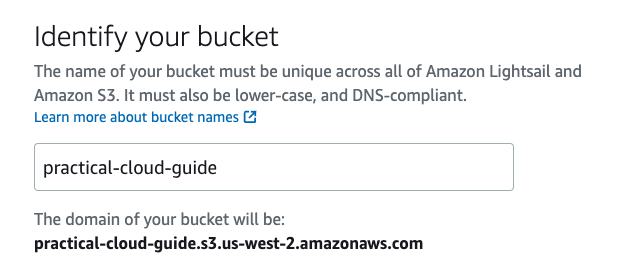 Identify your bucket
The name of your bucket must be unique across all of Amazon Lightsail and
Amazon S3. It must also be lower-case, and DNS-compliant.
Learn more about bucket names
practical-cloud-guide
The domain of your bucket will be:
practical-cloud-guide.s3.us-west-2.amazonaws.com